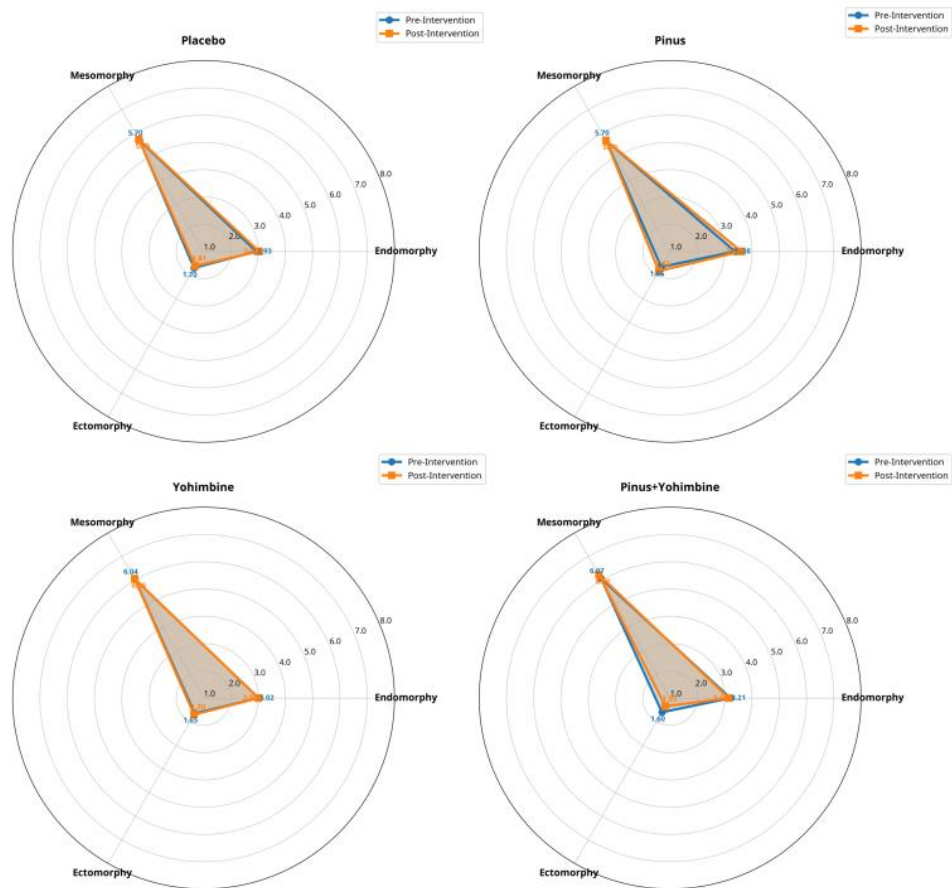 Placebo
Pre-Intervention
Post-Intervention
Mesomorphy
5.70
8.0
7.0
6.0
5.0
4.0
3.0
2.0
1.0
Endomorphy
1.70
Ectomorphy
Pinus
Pre-Intervention
Post-Intervention
Mesomorphy
5.70
8.0
7.0
6.0
5.0
4.0
3.0
2.0
1.0
Endomorphy
Ectomorphy
Yohimbine
Pre-Intervention
Post-Intervention
Mesomorphy
6.04
8.0
7.0
6.0
5.0
4.0
3.0
2.0
1.0
3.02
Endomorphy
Ectomorphy
Pinus+Yohimbine
Pre-Intervention
Post-Intervention
Mesomorphy
6.07
8.0
7.0
6.0
5.0
4.0
3.0
2.0
1.0
3.21
Endomorphy
1.60
Ectomorphy